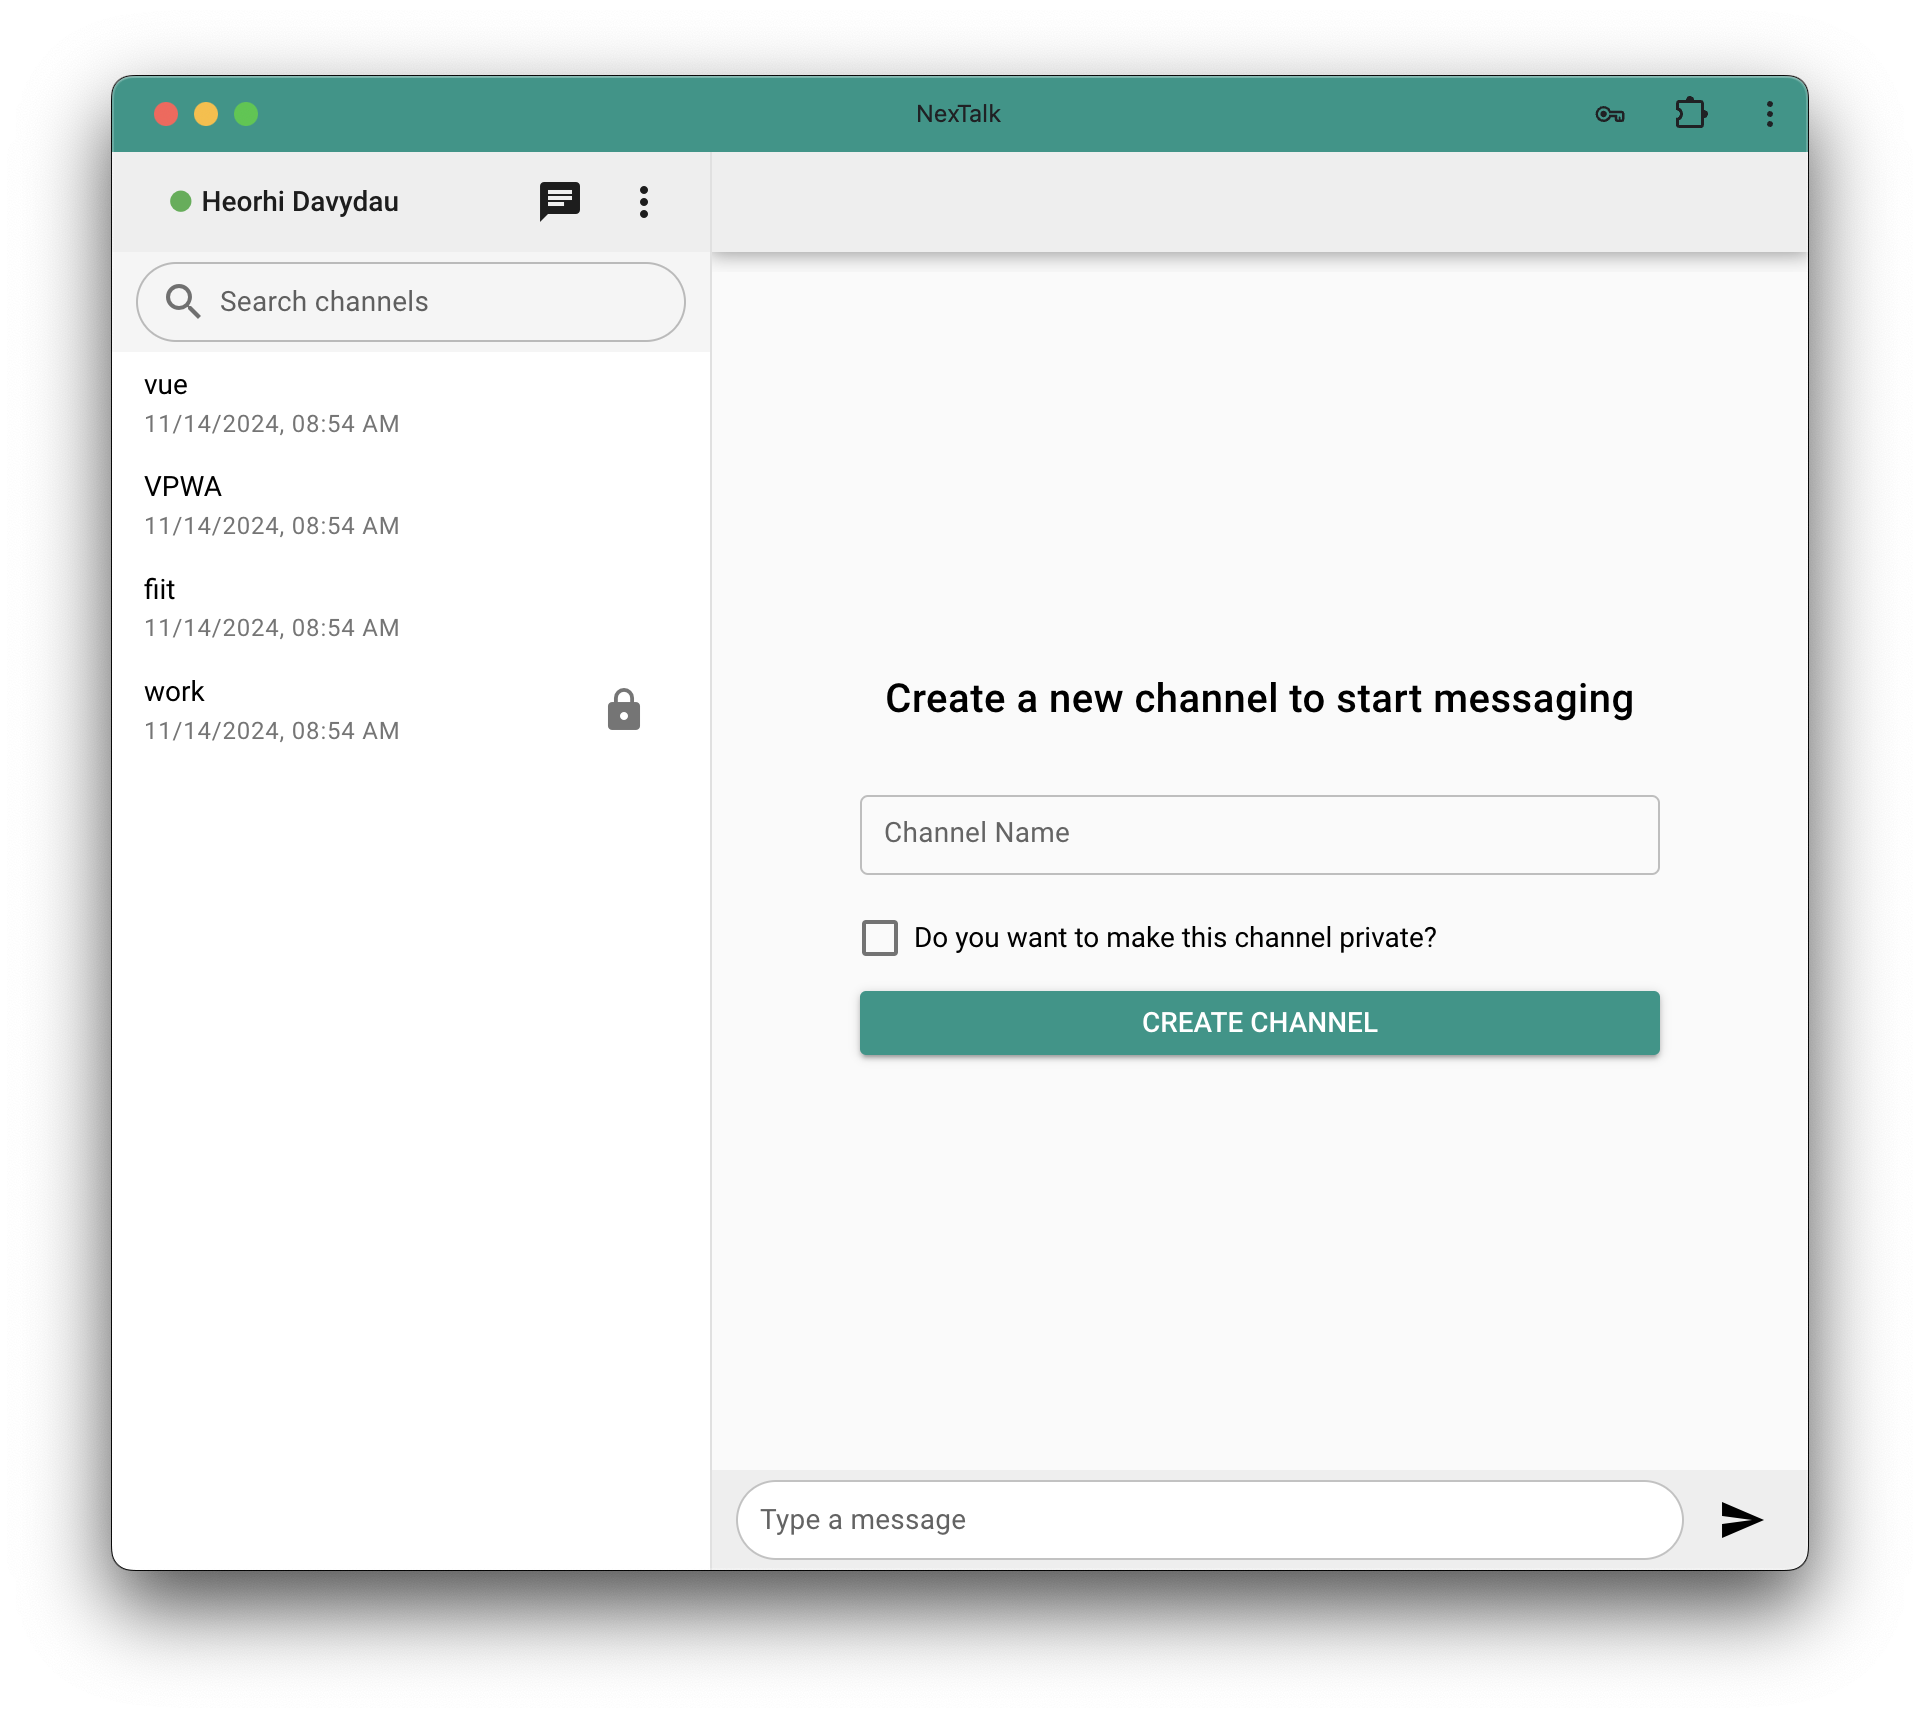 NexTalk
Heorhi Davydau
Search channels
vue
11/14/2024, 08:54 AM
VPWA
11/14/2024, 08:54 AM
fiit
11/14/2024, 08:54 AM
work
11/14/2024, 08:54 AM
Create a new channel to start messaging
Channel Name
Do you want to make this channel private?
CREATE CHANNEL
Type a message